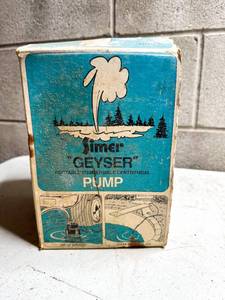 Simer
"GEYSER"
PORTABLE SUBMERSIBLE CENTRIFUGAL
PUMP